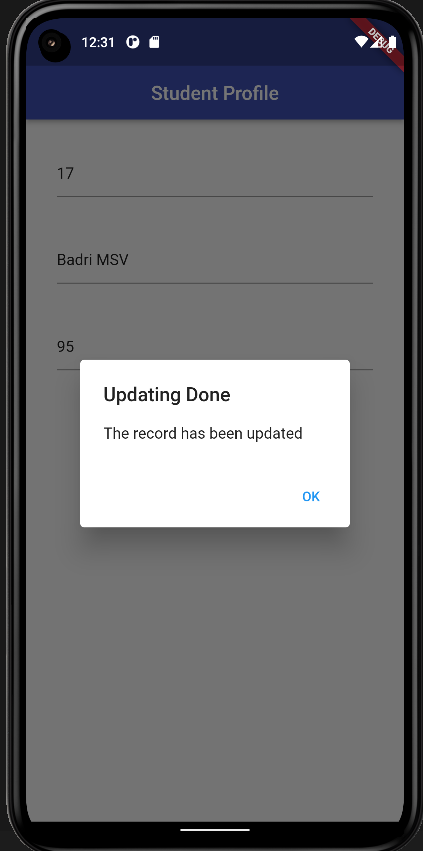 12:31
DEBUG
Student Profile
17
Badri MSV
95
Updating Done
The record has been updated
OK